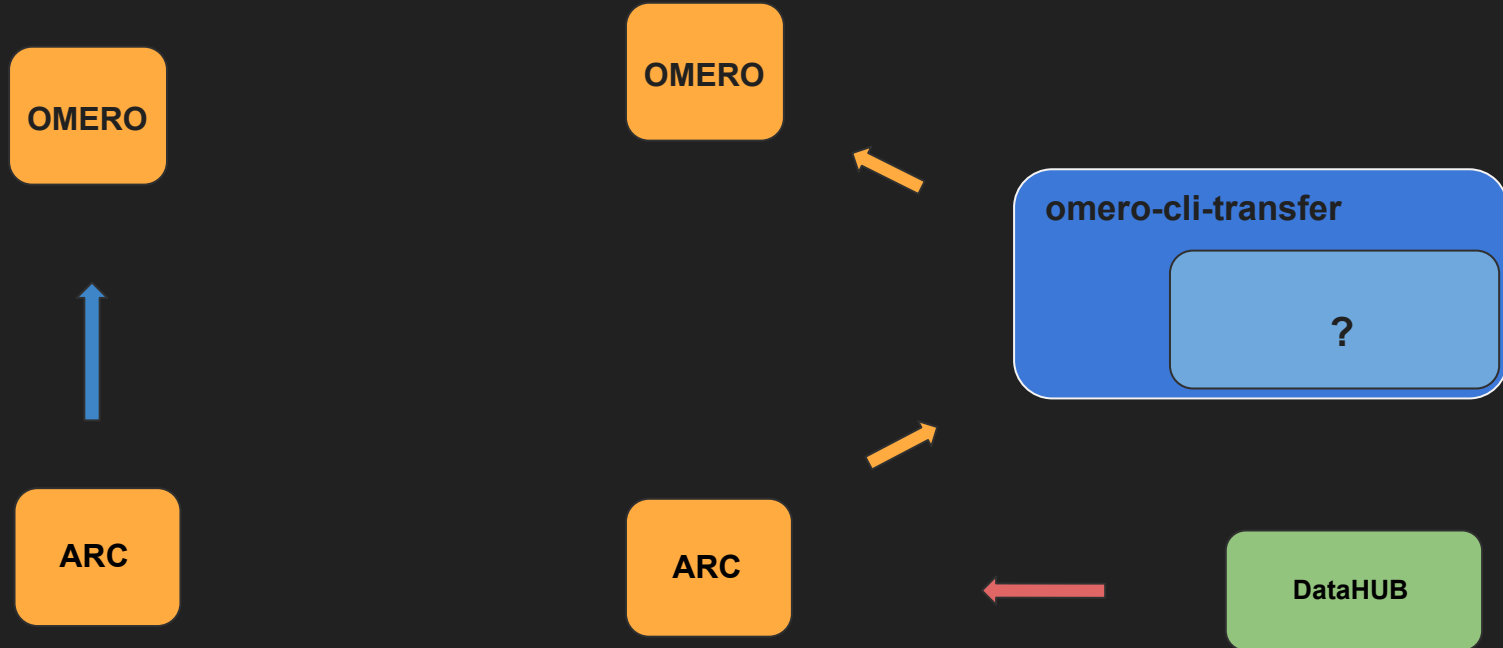 OMERO
OMERO
omero-cli-transfer
?
ARC
ARC
DataHUB